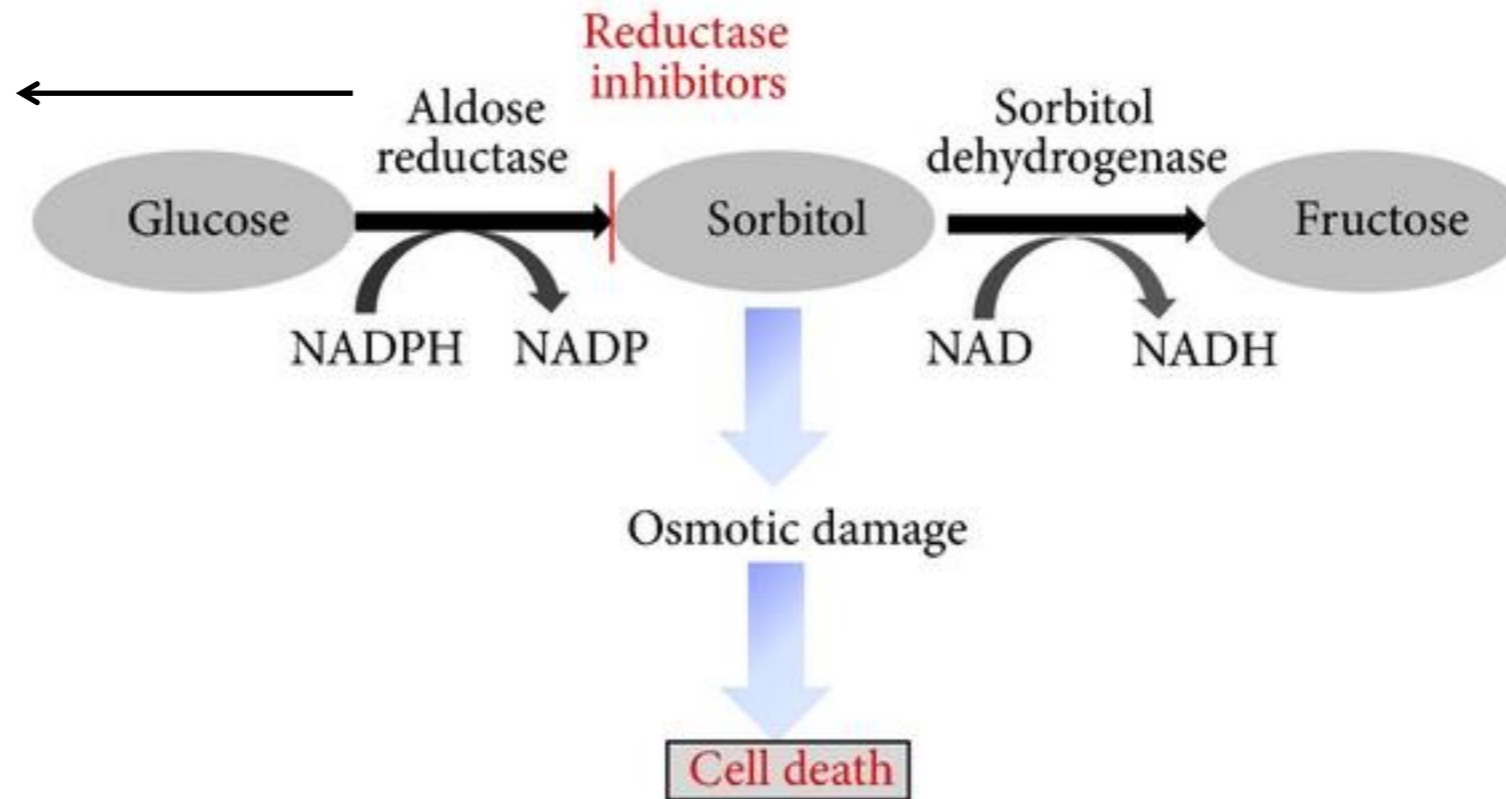 Reductase
inhibitors
Aldose
reductase
Sorbitol
dehydrogenase
Glucose
Sorbitol
Fructose
NADPH
NADP
NAD
NADH
Osmotic damage
Cell death